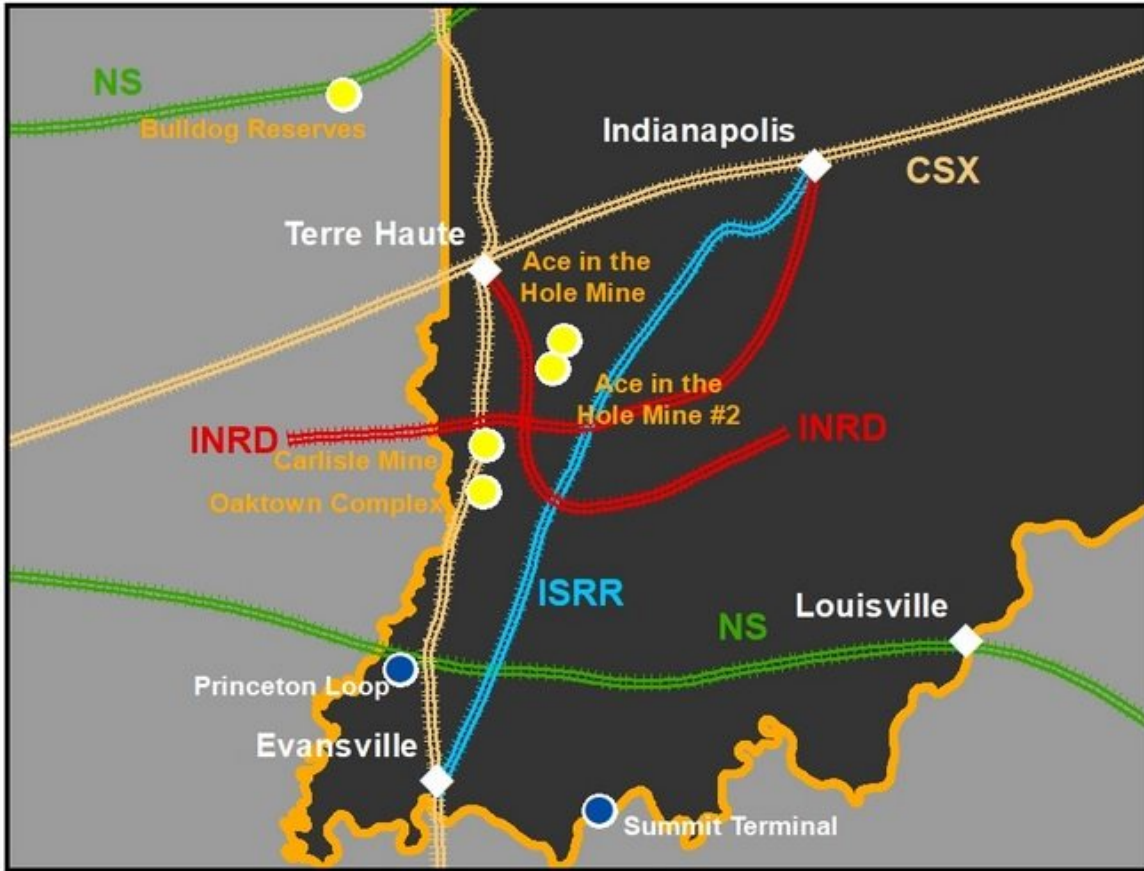 NS
Bulldog Reserves
Indianapolis
CSX
Terre Haute
Ace in the
Hole Mine
Ace in the
Hole Mine #2
INRD
INRD
Carlisle Mine
Oaktown Complex
ISRR
Louisville
NS
Princeton Loop
Evansville
Summit Terminal